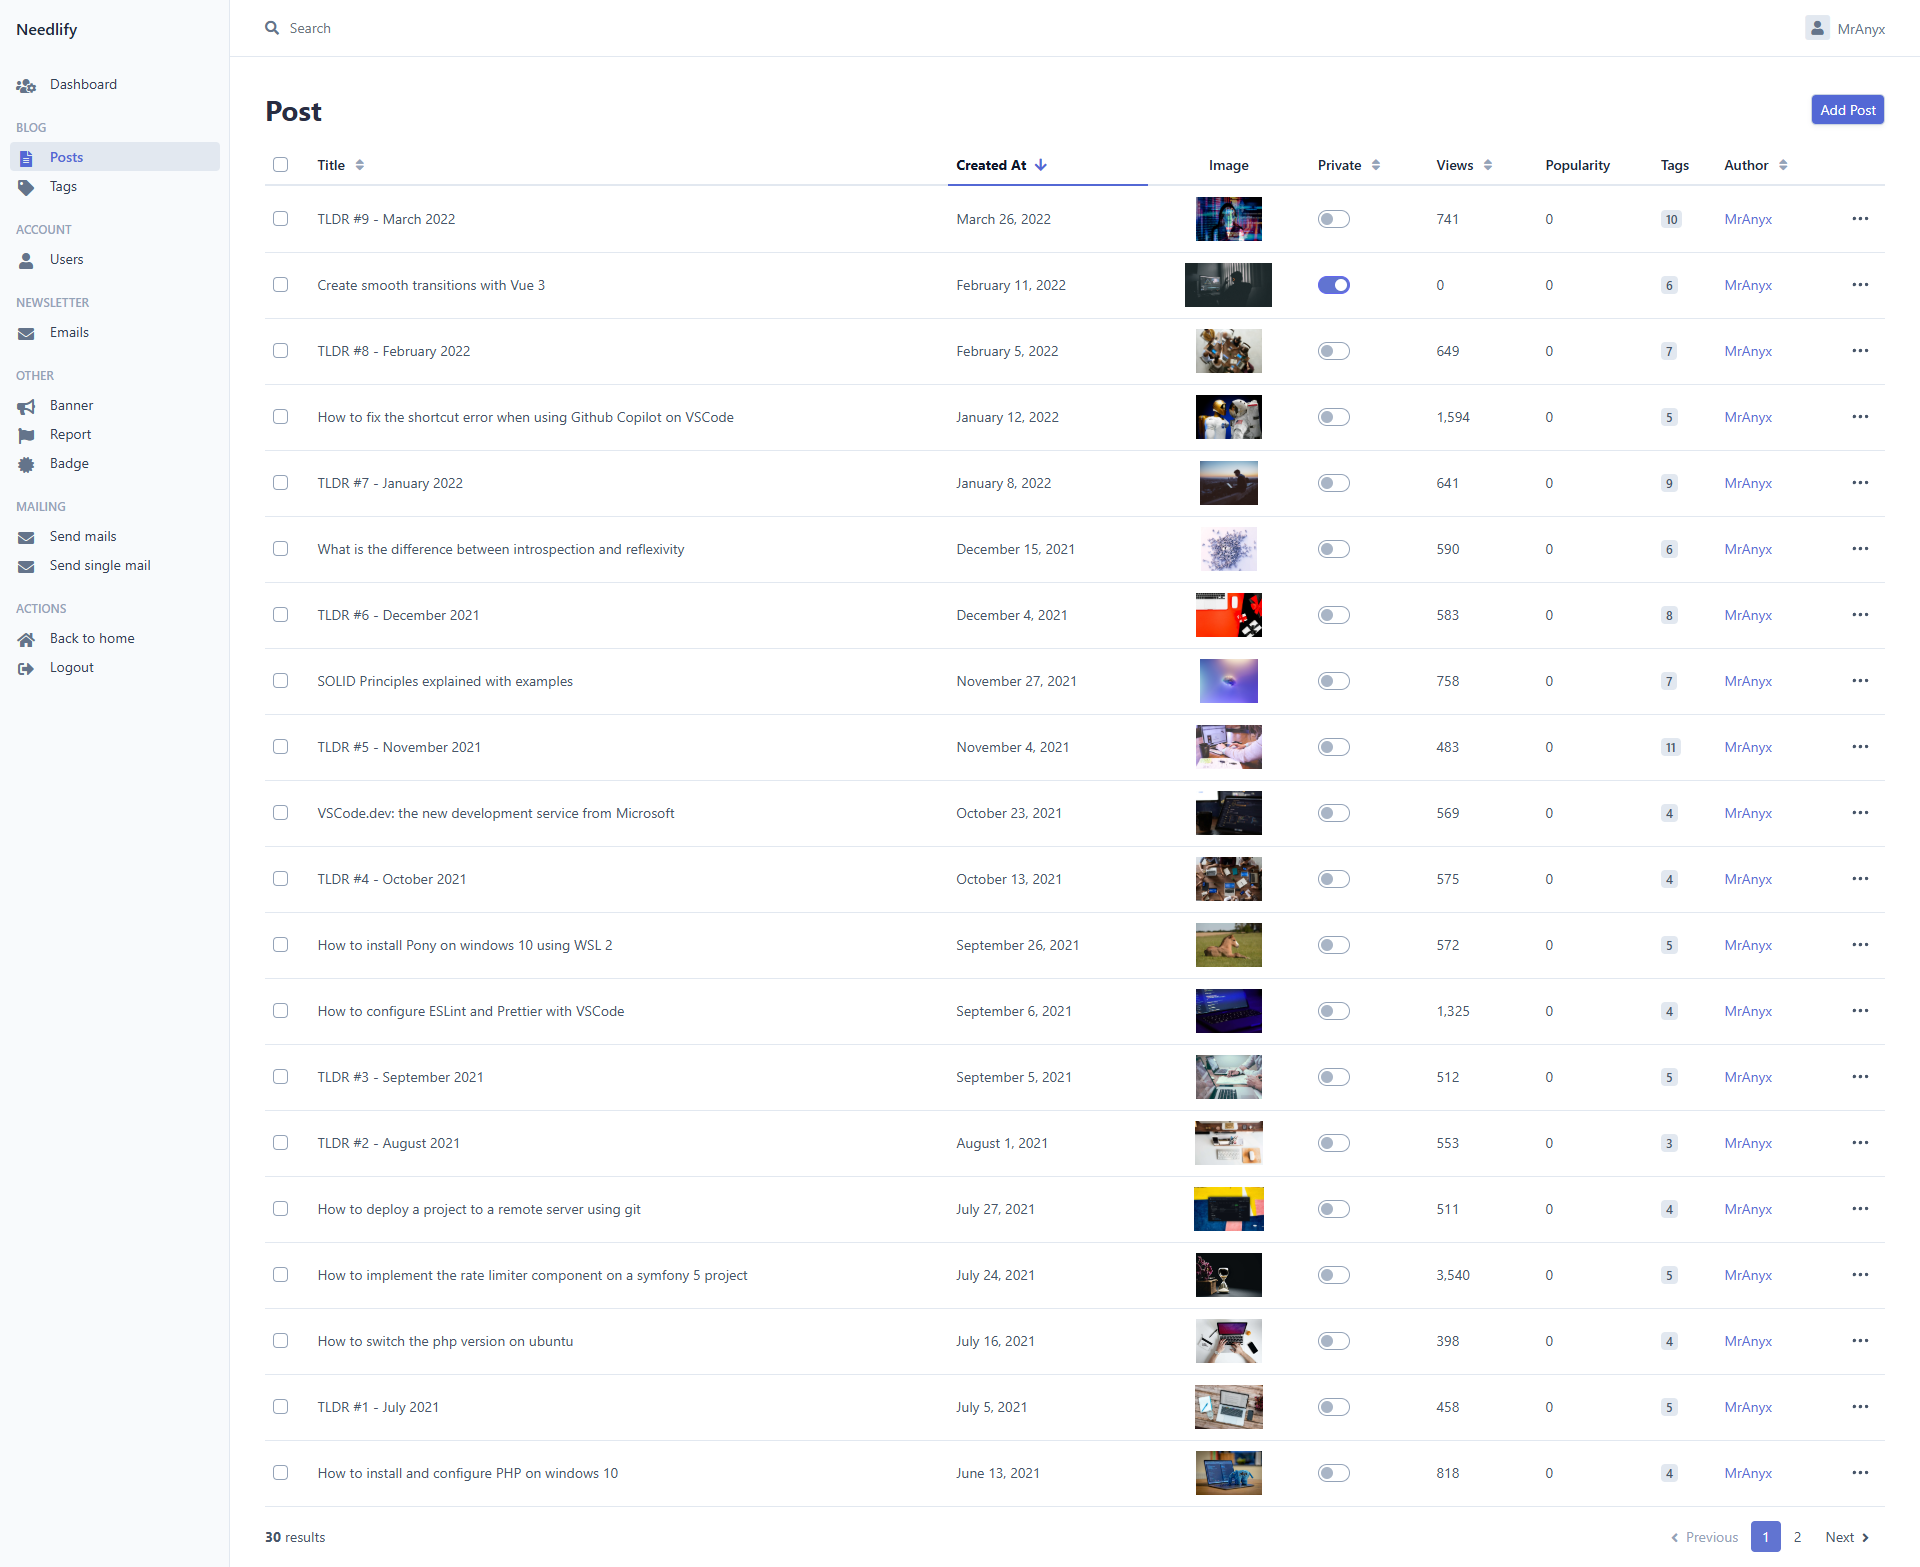 Needlify
Search
MrAnyx
Dashboard
BLOG
Posts
Tags
ACCOUNT
Users
NEWSLETTER
Emails
OTHER
Banner
Report
Badge
MAILING
Send mails
Send single mail
ACTIONS
Back to home
Logout
Post
Add Post
Title Created At Image Private Views Popularity Tags Author
TLDR #9 - March 2022 March 26, 2022 741 0 10 MrAnyx
Create smooth transitions with Vue 3 February 11, 2022 0 0 6 MrAnyx
TLDR #8 - February 2022 February 5, 2022 649 0 7 MrAnyx
How to fix the shortcut error when using Github Copilot on VSCode January 12, 2022 1,594 0 5 MrAnyx
TLDR #7 - January 2022 January 8, 2022 641 0 9 MrAnyx
What is the difference between introspection and reflexivity December 15, 2021 590 0 6 MrAnyx
TLDR #6 - December 2021 December 4, 2021 583 0 8 MrAnyx
SOLID Principles explained with examples November 27, 2021 758 0 7 MrAnyx
TLDR #5 - November 2021 November 4, 2021 483 0 11 MrAnyx
VSCode.dev: the new development service from Microsoft October 23, 2021 569 0 4 MrAnyx
TLDR #4 - October 2021 October 13, 2021 575 0 4 MrAnyx
How to install Pony on windows 10 using WSL 2 September 26, 2021 572 0 5 MrAnyx
How to configure ESLint and Prettier with VSCode September 6, 2021 1,325 0 4 MrAnyx
TLDR #3 - September 2021 September 5, 2021 512 0 5 MrAnyx
TLDR #2 - August 2021 August 1, 2021 553 0 3 MrAnyx
How to deploy a project to a remote server using git July 27, 2021 511 0 4 MrAnyx
How to implement the rate limiter component on a symfony 5 project July 24, 2021 3,540 0 5 MrAnyx
How to switch the php version on ubuntu July 16, 2021 398 0 4 MrAnyx
TLDR #1 - July 2021 July 5, 2021 458 0 5 MrAnyx
How to install and configure PHP on windows 10 June 13, 2021 818 0 4 MrAnyx
30 results
Previous 1 2 Next